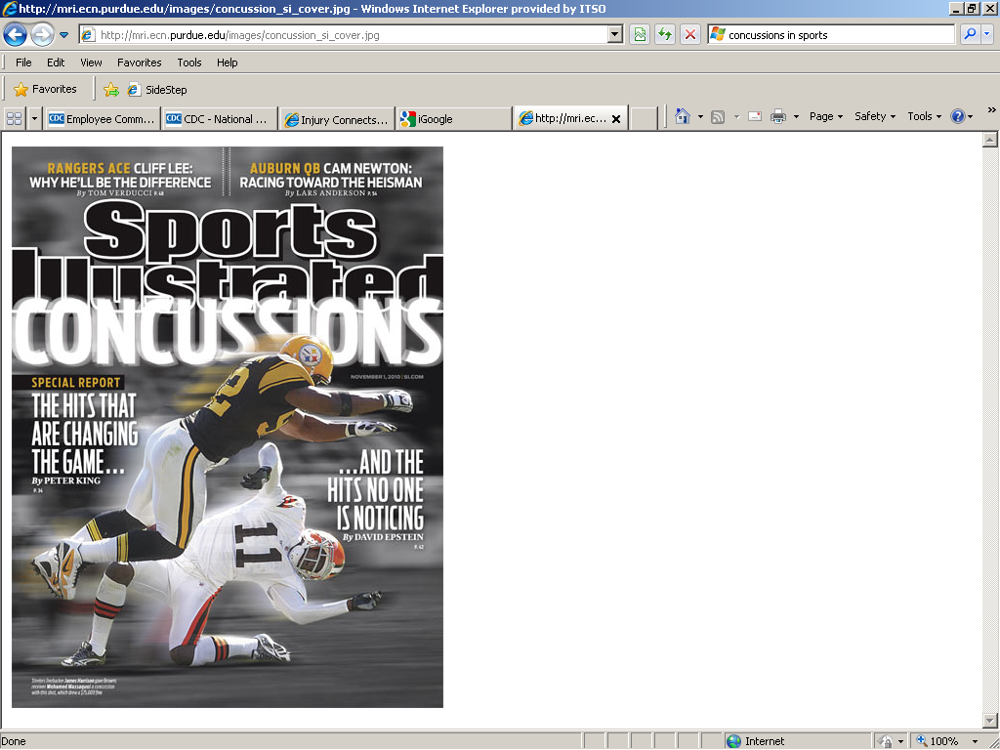 http://mri.ecn.purdue.edu/images/concussion_si_cover.jpg - Windows Internet Explorer provided by ITSO
http://mri.ecn.purdue.edu/images/concussion_si_cover.jpg
concussions in sports
File Edit View Favorites Tools Help
Favorites SideStep
CDC Employee Comm... CDC CDC - National ... Injury Connects... iGoogle http://mri.ec... Page Safety Tools
RANGERS ACE CLIFF LEE:
WHY HE'LL BE THE DIFFERENCE
By TOM VERDUCCI P.48
AUBURN QB CAM NEWTON:
RACING TOWARD THE HEISMAN
By LARS ANDERSON P.54
Sports
Illustrated
CONCUSSIONS
NOVEMBER 1, 2010 | SI.COM
SPECIAL REPORT
THE HITS THAT
ARE CHANGING
THE GAME...
By PETER KING
P. 34
...AND THE
HITS NO ONE
IS NOTICING
By DAVID EPSTEIN
P. 42
11
Steelers linebacker James Harrison gave Browns
receiver Mohamed Massaquoi a concussion
with this shot, which drew a $75,000 fine
Done Internet 100%